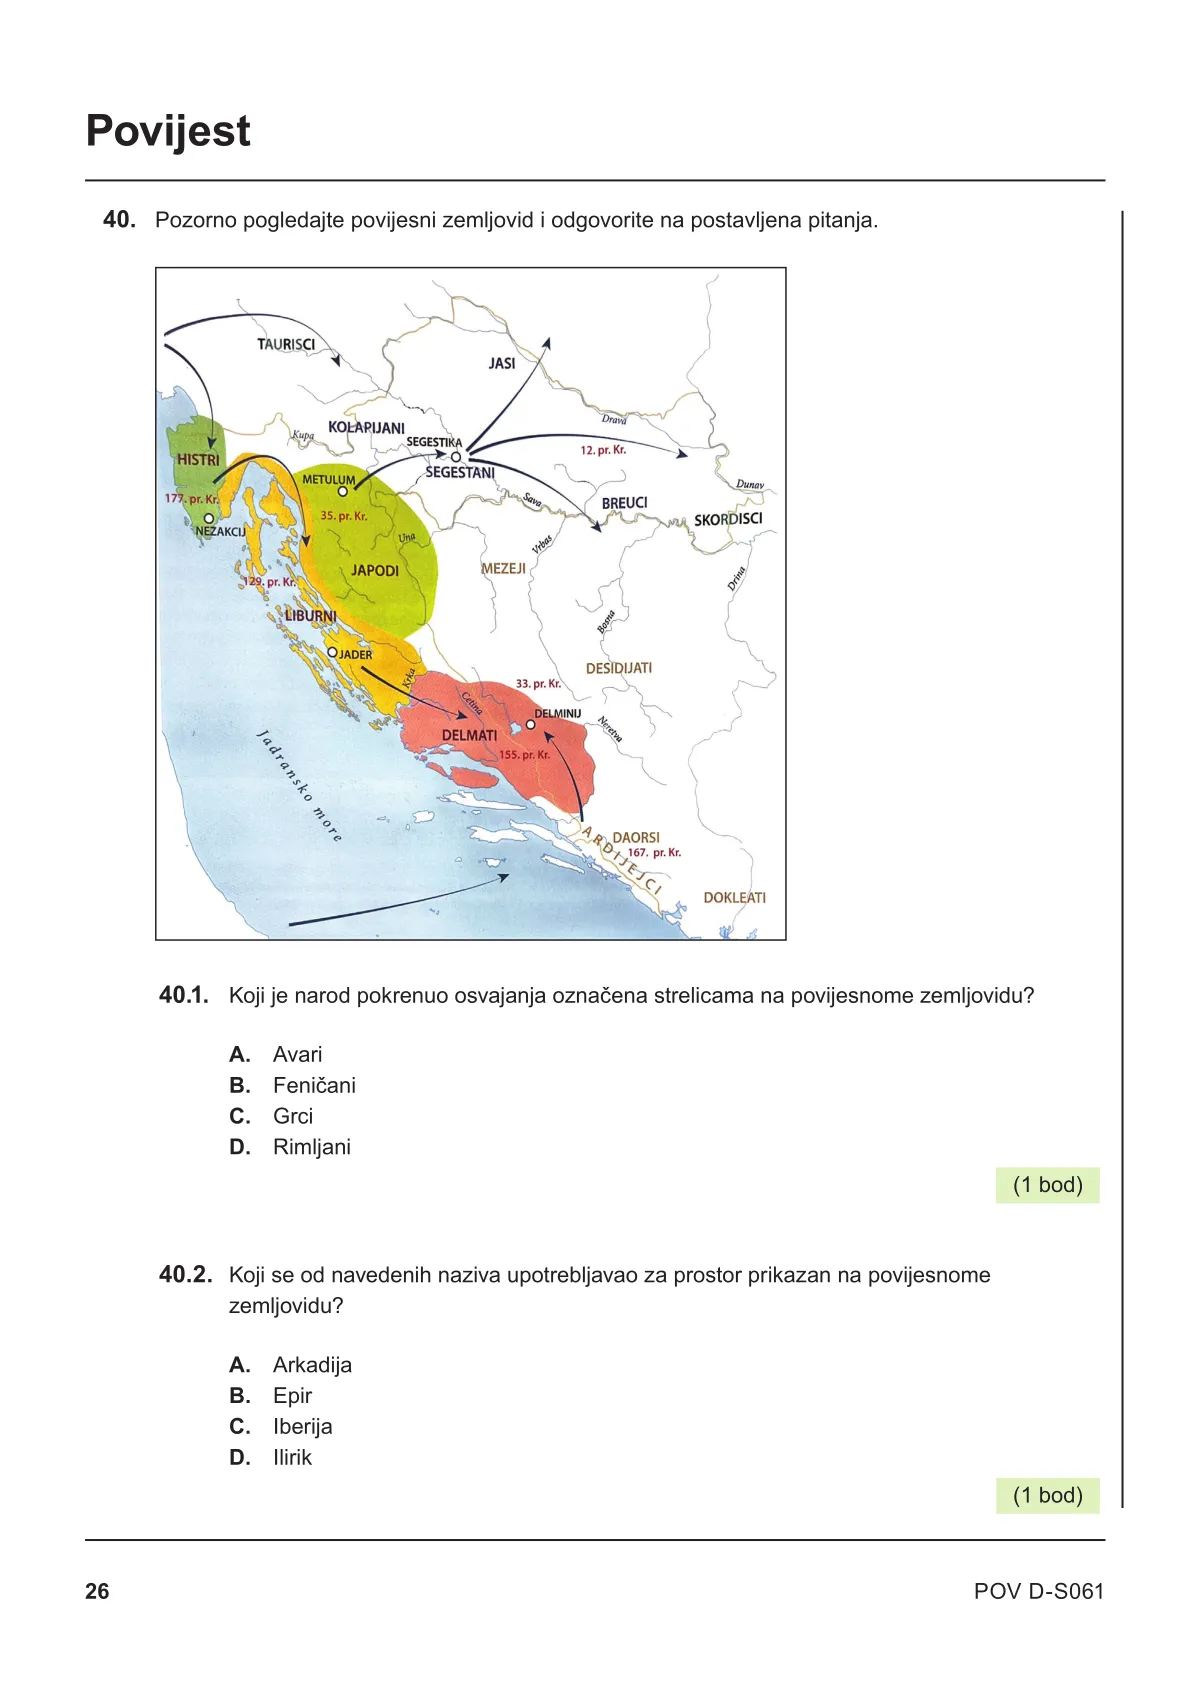 Povijest
40. Pozorno pogledajte povijesni zemljovid i odgovorite na postavljena pitanja.
TAURISCI
JASI
Drava
KOLAPIJANI
Kupa
SEGESTIKA
12. pr. Kr.
HISTRI
SEGESTANI
METULUM
Dunav
177. pr. Kr.
Sava
BREUCI
35. pr. Kr.
SKORDISCI
NEZAKCIJ
Una
Vrbas
JAPODI
MEZEJI
Drina
129. pr. Kr.
LIBURNI
Bosna
JADER
DESIDIJATI
Krka
33. pr. Kr.
Cetina
DELMINIJ
Neretva
DELMATI
155. pr. Kr.
Jadransko more
DAORSI
167. pr. Kr.
ARDIJEJCI
DOKLEATI
40.1. Koji je narod pokrenuo osvajanja označena strelicama na povijesnome zemljovidu?
A. Avari
B. Feničani
C. Grci
D. Rimljani
(1 bod)
40.2. Koji se od navedenih naziva upotrebljavao za prostor prikazan na povijesnome
zemljovidu?
A. Arkadija
B. Epir
C. Iberija
D. Ilirik
(1 bod)
26
POV D-S061